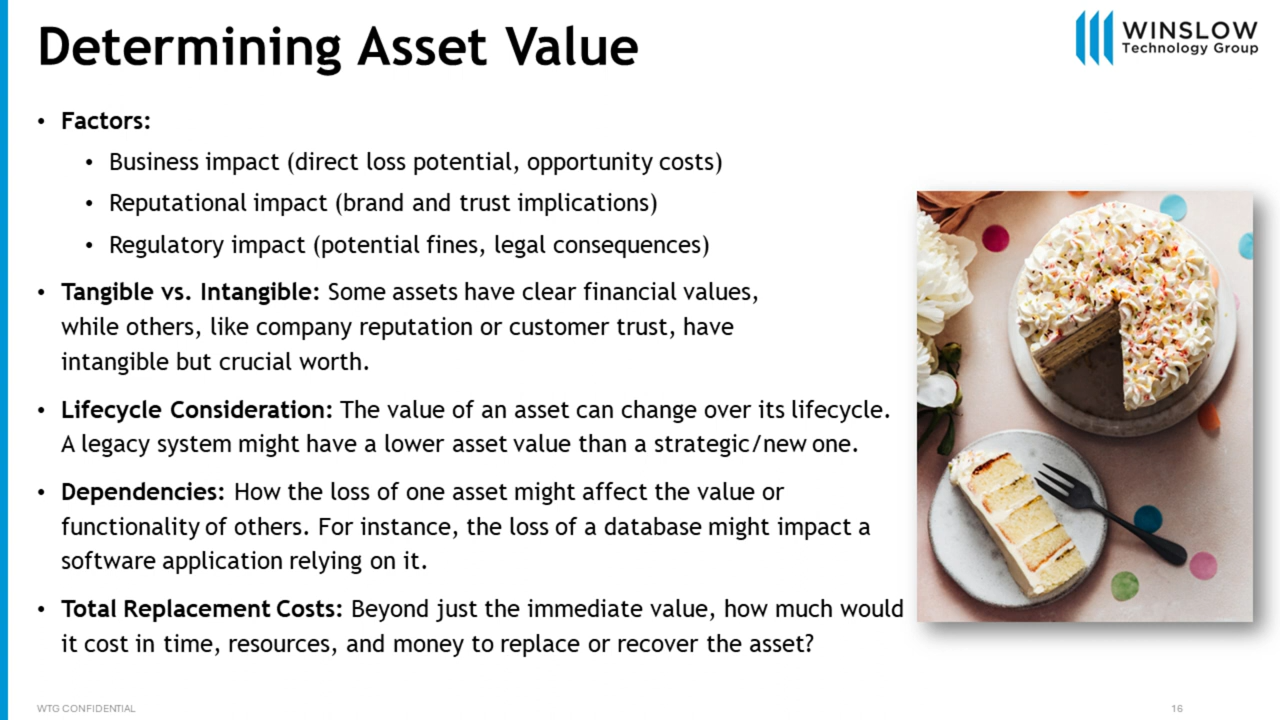 Determining Asset Value
WINSLOW
Technology Group
• Factors:
• Business impact (direct loss potential, opportunity costs)
• Reputational impact (brand and trust implications)
• Regulatory impact (potential fines, legal consequences)
• Tangible vs. Intangible: Some assets have clear financial values,
while others, like company reputation or customer trust, have
intangible but crucial worth.
• Lifecycle Consideration: The value of an asset can change over its lifecycle.
A legacy system might have a lower asset value than a strategic/new one.
• Dependencies: How the loss of one asset might affect the value or
functionality of others. For instance, the loss of a database might impact a
software application relying on it.
• Total Replacement Costs: Beyond just the immediate value, how much would
it cost in time, resources, and money to replace or recover the asset?
WTG CONFIDENTIAL
16